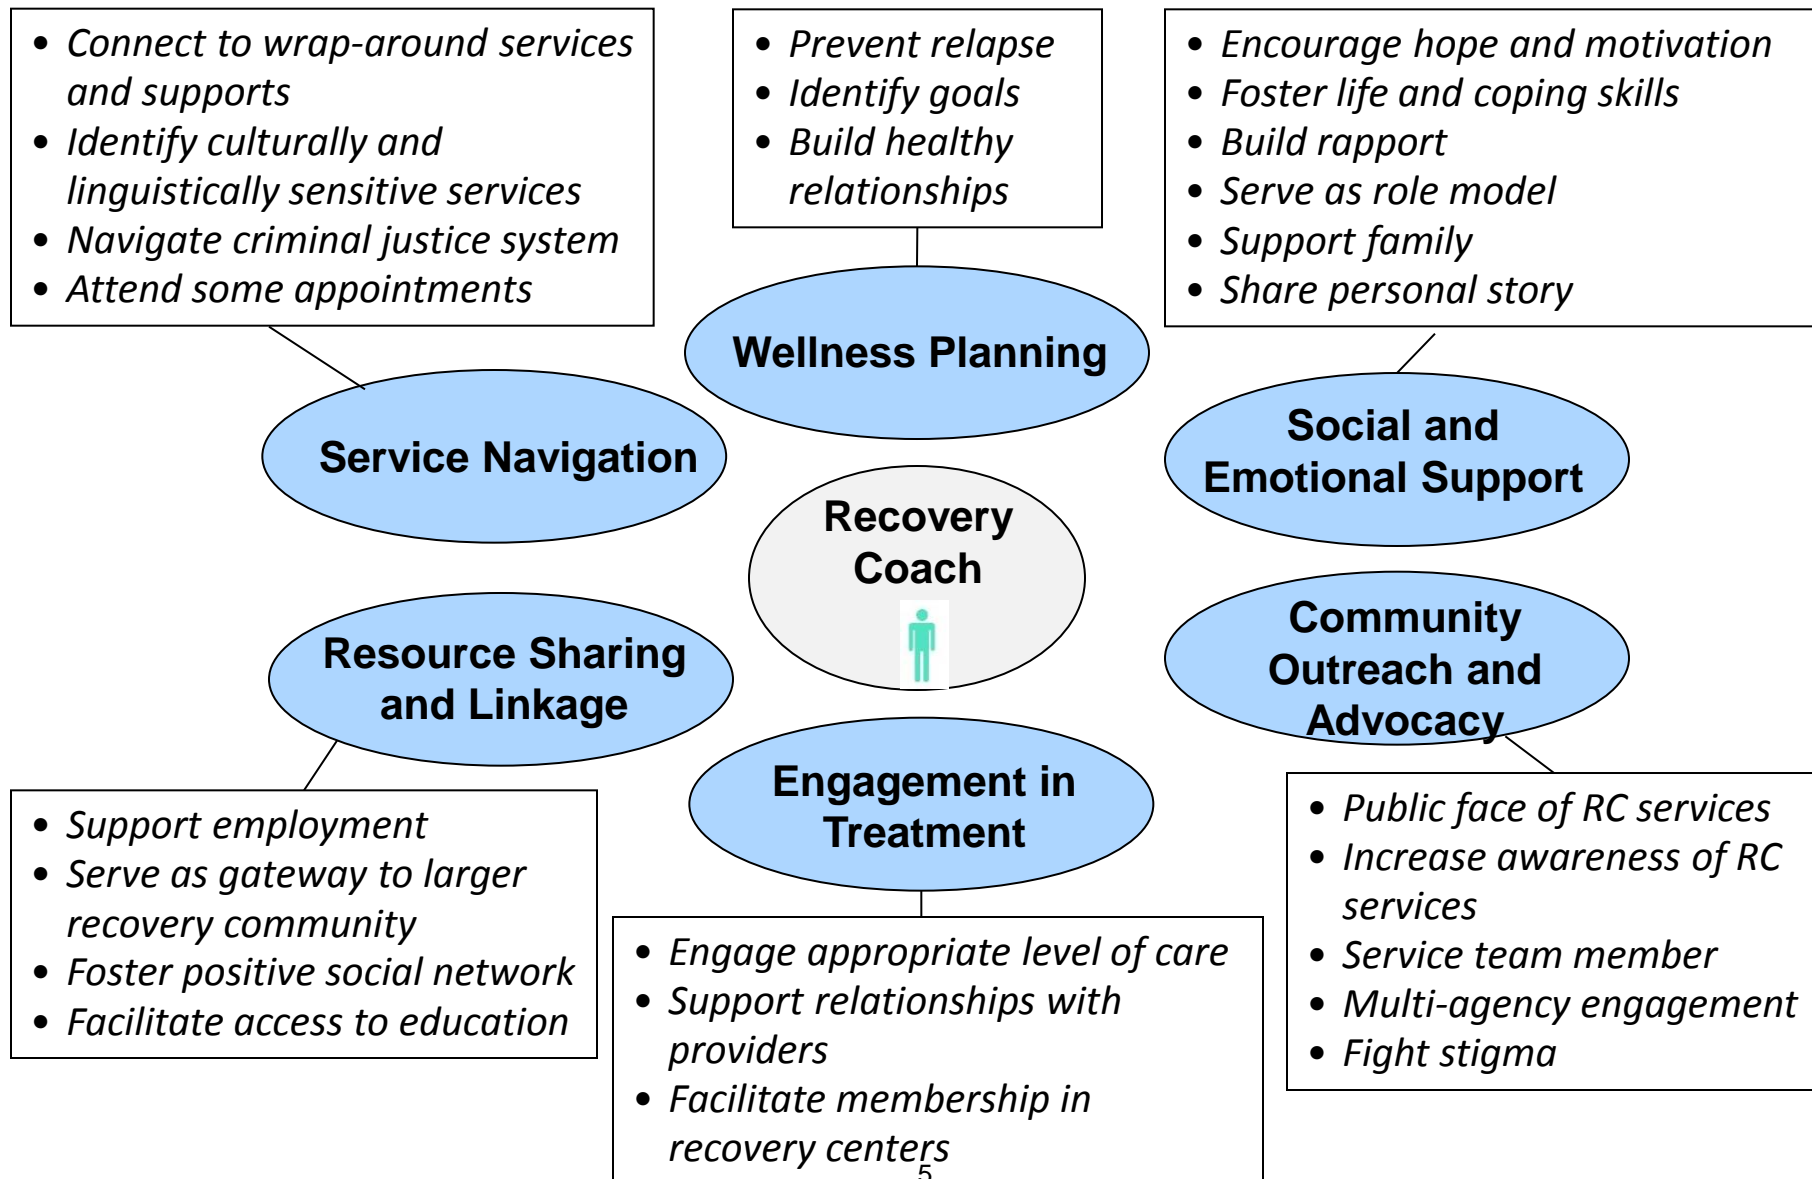 • Connect to wrap-around services
and supports
• Identify culturally and
linguistically sensitive services
• Navigate criminal justice system
• Attend some appointments
• Prevent relapse
• Identify goals
• Build healthy
relationships
• Encourage hope and motivation
• Foster life and coping skills
• Build rapport
• Serve as role model
• Support family
• Share personal story
Wellness Planning
Service Navigation
Social and
Emotional Support
Recovery
Coach
Resource Sharing
and Linkage
Community
Outreach and
Advocacy
Engagement in
Treatment
• Support employment
• Serve as gateway to larger
recovery community
• Foster positive social network
• Facilitate access to education
• Engage appropriate level of care
• Support relationships with
providers
• Facilitate membership in
recovery centers
• Public face of RC services
• Increase awareness of RC
services
• Service team member
• Multi-agency engagement
• Fight stigma
5